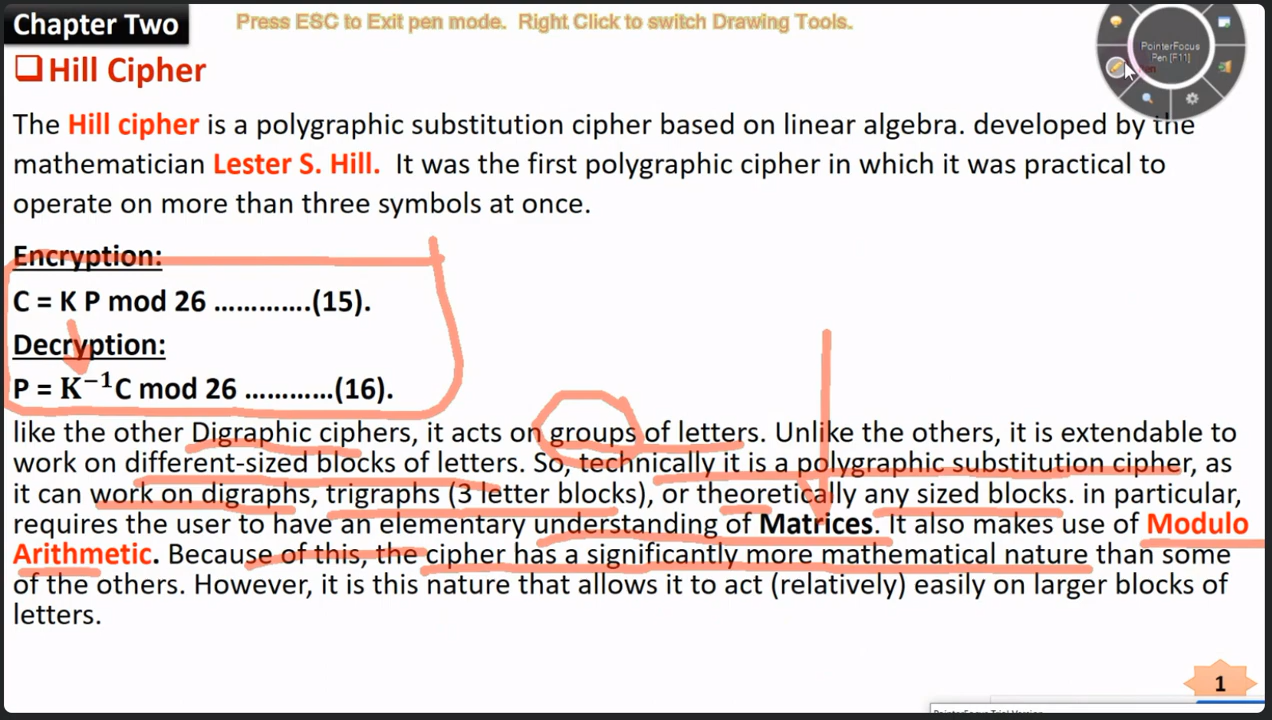 Chapter Two
Press ESC to Exit pen mode. Right Click to switch Drawing Tools.
PointerFocus
Pen [F11]
❑ Hill Cipher
The Hill cipher is a polygraphic substitution cipher based on linear algebra. developed by the
mathematician Lester S. Hill. It was the first polygraphic cipher in which it was practical to
operate on more than three symbols at once.
Encryption:
C = K P mod 26 ………….(15).
Decryption:
P = K⁻¹C mod 26 …………(16).
like the other Digraphic ciphers, it acts on groups of letters. Unlike the others, it is extendable to
work on different-sized blocks of letters. So, technically it is a polygraphic substitution cipher, as
it can work on digraphs, trigraphs (3 letter blocks), or theoretically any sized blocks. in particular,
requires the user to have an elementary understanding of Matrices. It also makes use of Modulo
Arithmetic. Because of this, the cipher has a significantly more mathematical nature than some
of the others. However, it is this nature that allows it to act (relatively) easily on larger blocks of
letters.
1